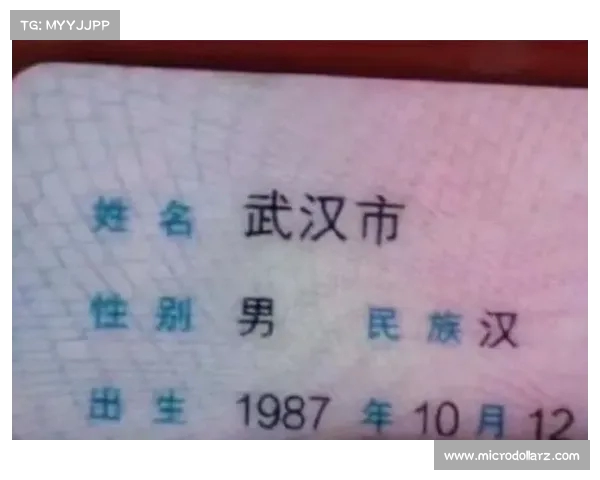 TG: MYYJJPP
姓 名 武汉市
性 别 男 民 族 汉
出 生 1987 年 10 月 12
www.microdollarz.com